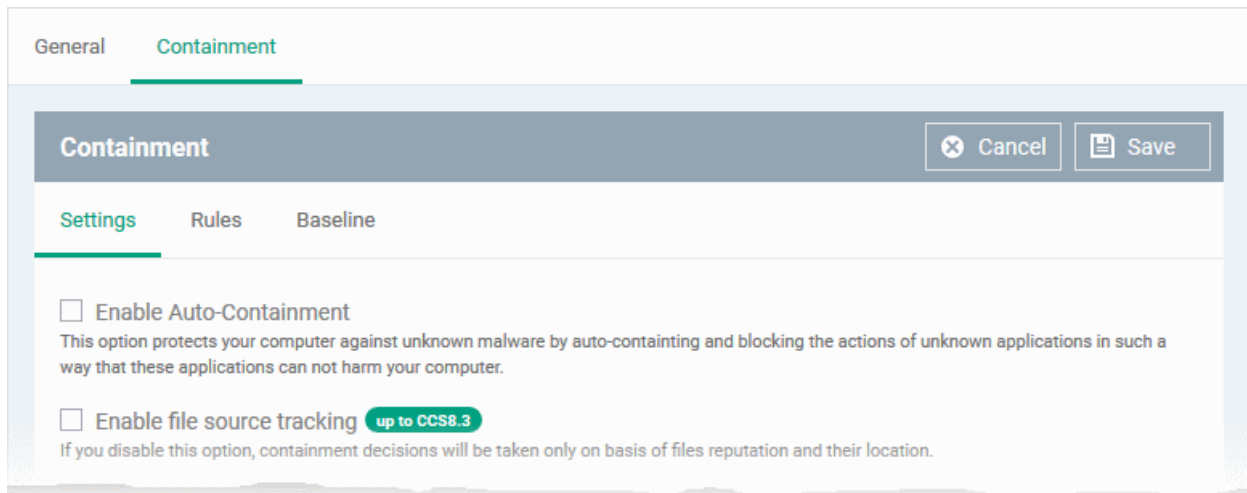 General Containment
Containment Cancel Save
Settings Rules Baseline
Enable Auto-Containment
This option protects your computer against unknown malware by auto-containting and blocking the actions of unknown applications in such a
way that these applications can not harm your computer.
Enable file source tracking up to CCS8.3
If you disable this option, containment decisions will be taken only on basis of files reputation and their location.